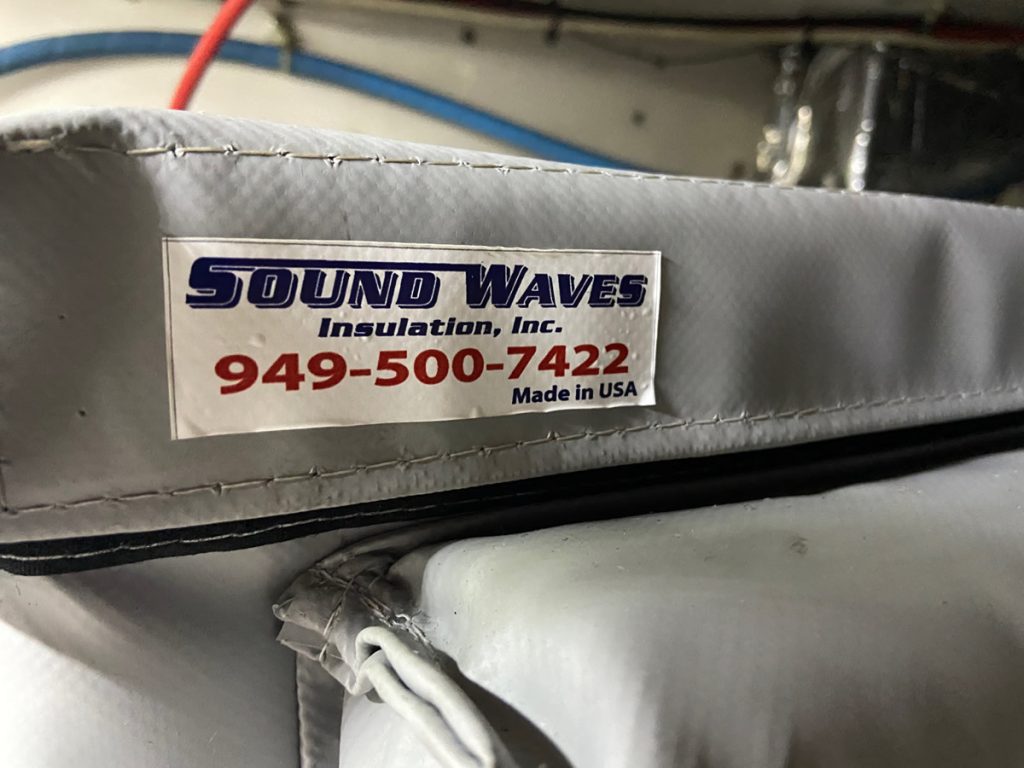 SOUND WAVES
Insulation, Inc.
949-500-7422
Made in USA